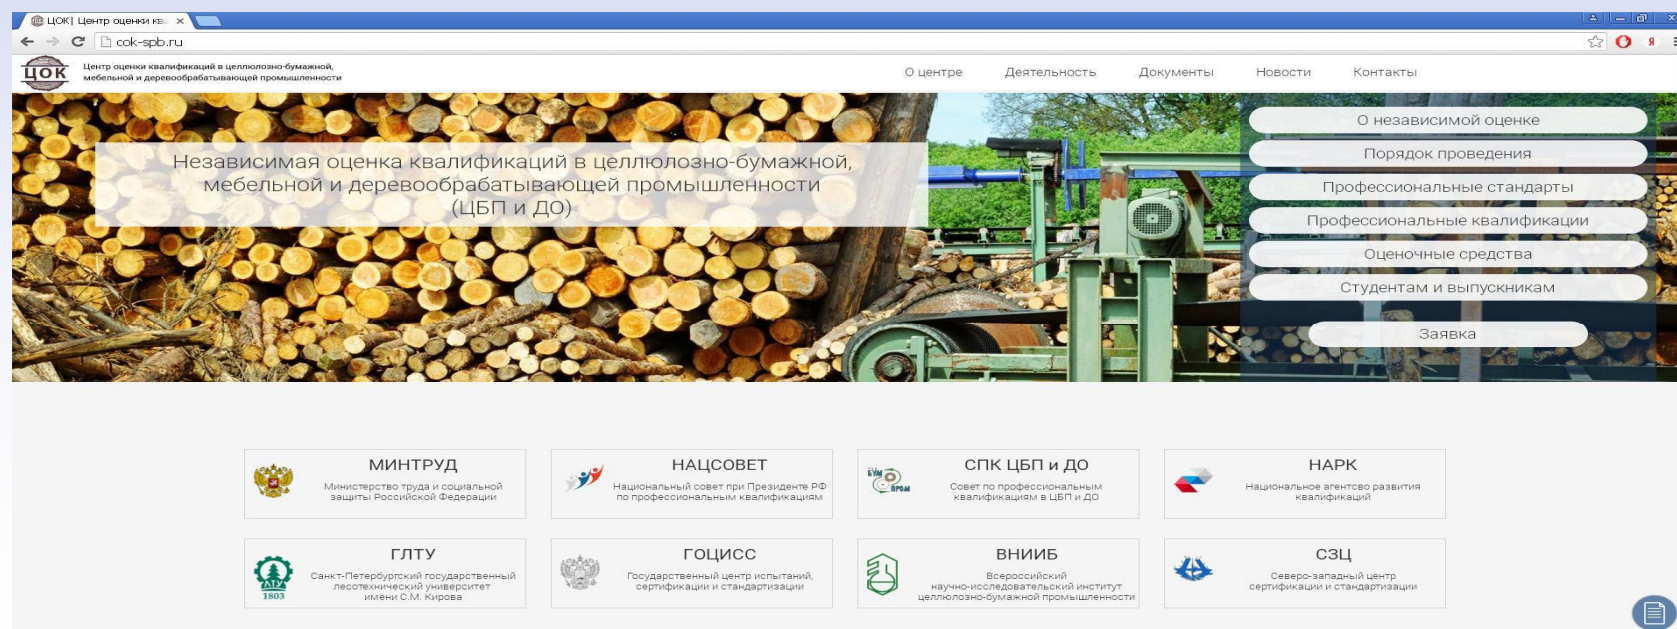 ЦОК| Центр оценки ква
cok-spb.ru
ЦОК
Центр оценки квалификаций в целлюлозно-бумажной,
мебельной и деревообрабатывающей промышленности
О центре Деятельность Документы Новости Контакты
Независимая оценка квалификаций в целлюлозно-бумажной,
мебельной и деревообрабатывающей промышленности
(ЦБП и ДО)
О независимой оценке
Порядок проведения
Профессиональные стандарты
Профессиональные квалификации
Оценочные средства
Студентам и выпускникам
Заявка
МИНТРУД
Министерство труда и социальной
защиты Российской Федерации
НАЦСОВЕТ
Национальный совет при Президенте РФ
по профессиональным квалификациям
БУМ
ПРОМ
СПК ЦБП и ДО
Совет по профессиональным
квалификациям в ЦБП и ДО
НАРК
Национальное агентсво развития
квалификаций
ЛТУ
1803
ГЛТУ
Санкт-Петербургский государственный
лесотехнический университет
имени С.М. Кирова
ГОЦИСС
Государственный центр испытаний,
сертификации и стандартизации
ВНИИБ
Всероссийский
научно-исследовательский институт
целлюлозно-бумажной промышленности
СЗЦ
Северо-западный центр
сертификации и стандартизации